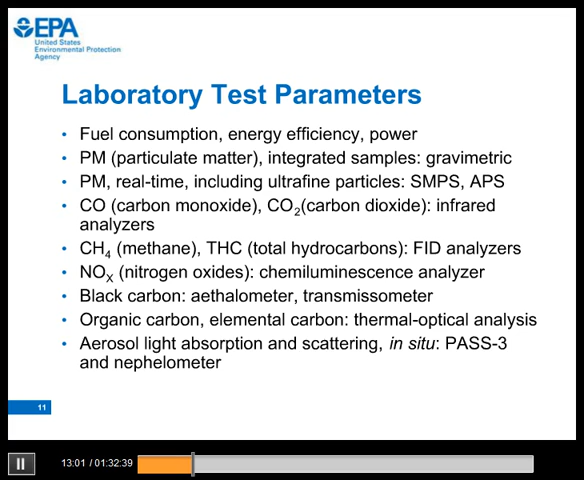 EPA
United States
Environmental Protection
Agency
Laboratory Test Parameters
• Fuel consumption, energy efficiency, power
• PM (particulate matter), integrated samples: gravimetric
• PM, real-time, including ultrafine particles: SMPS, APS
• CO (carbon monoxide), CO2(carbon dioxide): infrared
analyzers
• CH4 (methane), THC (total hydrocarbons): FID analyzers
• NOX (nitrogen oxides): chemiluminescence analyzer
• Black carbon: aethalometer, transmissometer
• Organic carbon, elemental carbon: thermal-optical analysis
• Aerosol light absorption and scattering, in situ: PASS-3
and nephelometer
11
13:01 / 01:32:39